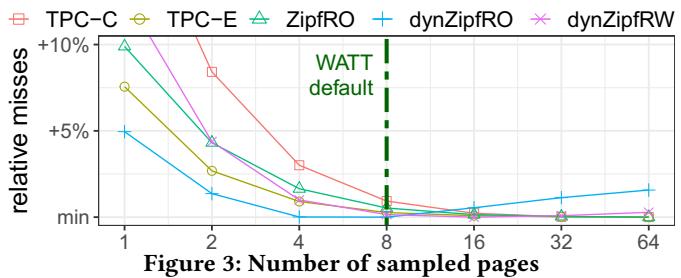 TPC−C TPC−E ZipfRO dynZipfRO dynZipfRW
relative misses
+10%
+5%
min
WATT
default
1 2 4 8 16 32 64
Figure 3: Number of sampled pages